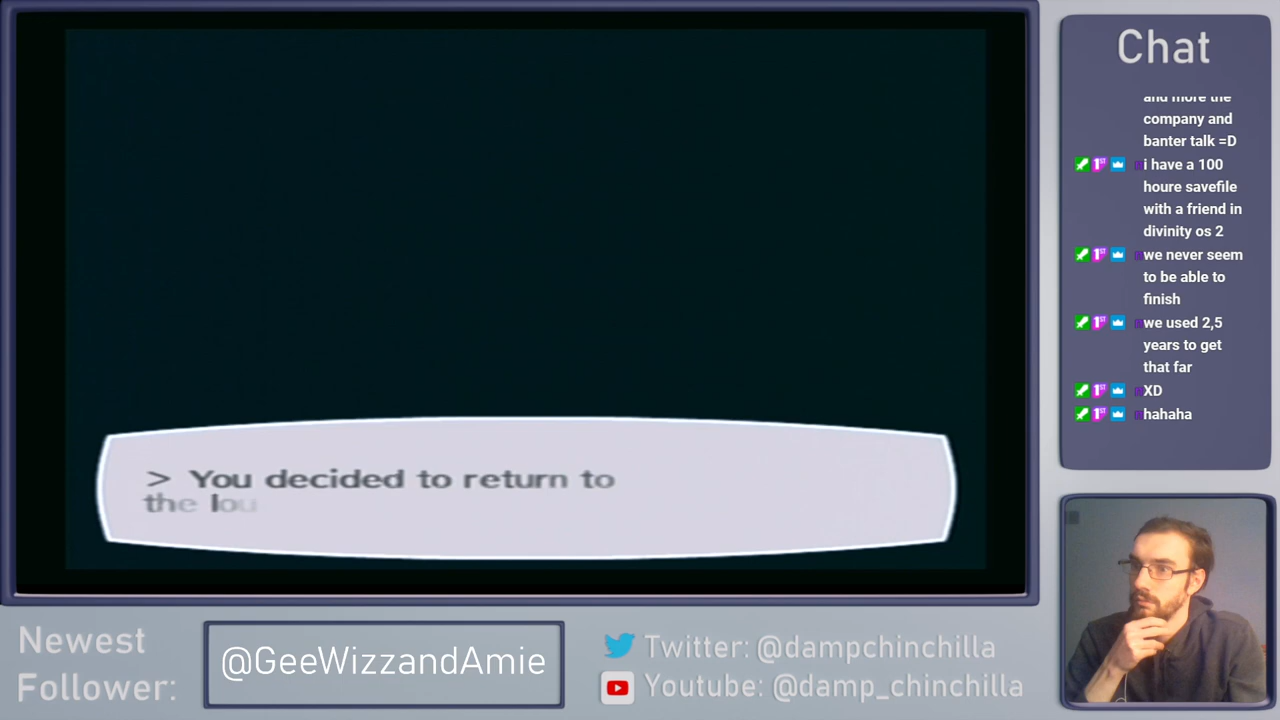 Chat
and more the
company and
banter talk =D
i have a 100
houre savefile
with a friend in
divinity os 2
we never seem
to be able to
finish
we used 2,5
years to get
that far
XD
hahaha
> You decided to return to
the lou
Newest
Follower:
@GeeWizzandAmie
Twitter: @dampchinchilla
Youtube: @damp_chinchilla